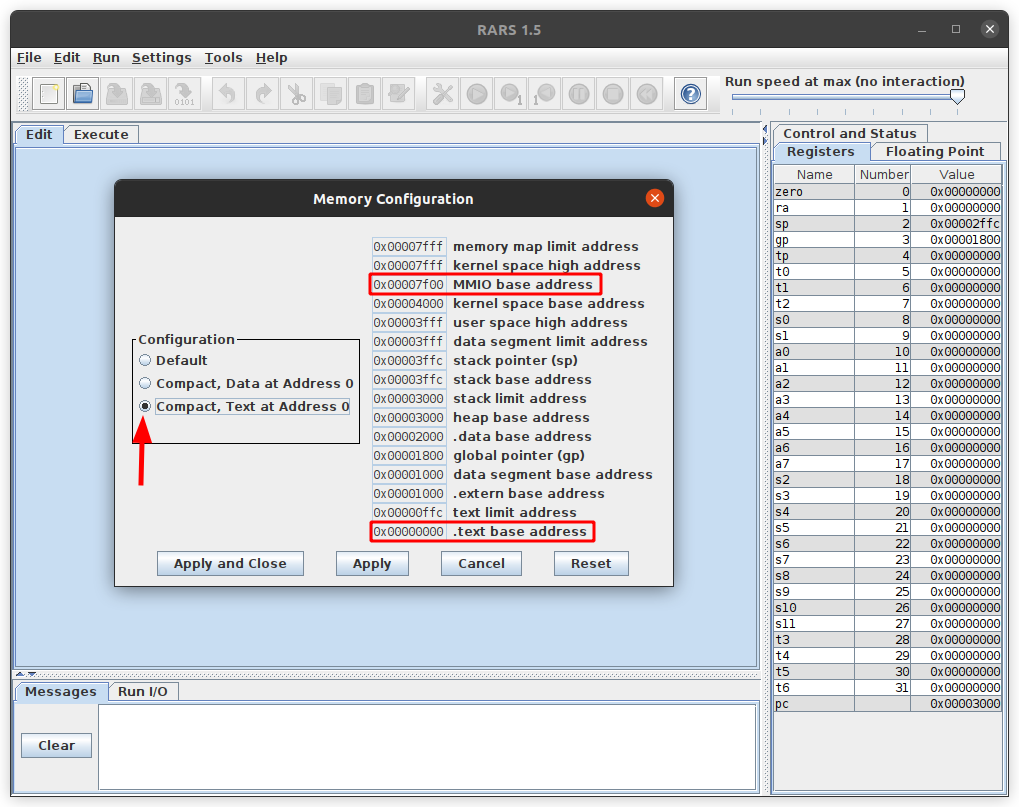 RARS 1.5
File Edit Run Settings Tools Help
Run speed at max (no interaction)
0101
1
1
?
Edit Execute
Control and Status
Registers Floating Point
Name Number Value
zero 0 0x00000000
ra 1 0x00000000
sp 2 0x00002ffc
gp 3 0x00001800
tp 4 0x00000000
t0 5 0x00000000
t1 6 0x00000000
t2 7 0x00000000
s0 8 0x00000000
s1 9 0x00000000
a0 10 0x00000000
a1 11 0x00000000
a2 12 0x00000000
a3 13 0x00000000
a4 14 0x00000000
a5 15 0x00000000
a6 16 0x00000000
a7 17 0x00000000
s2 18 0x00000000
s3 19 0x00000000
s4 20 0x00000000
s5 21 0x00000000
s6 22 0x00000000
s7 23 0x00000000
s8 24 0x00000000
s9 25 0x00000000
s10 26 0x00000000
s11 27 0x00000000
t3 28 0x00000000
t4 29 0x00000000
t5 30 0x00000000
t6 31 0x00000000
pc 0x00003000
Memory Configuration
Configuration
Default
Compact, Data at Address 0
Compact, Text at Address 0
0x00007fff memory map limit address
0x00007fff kernel space high address
0x00007f00 MMIO base address
0x00004000 kernel space base address
0x00003fff user space high address
0x00003fff data segment limit address
0x00003ffc stack pointer (sp)
0x00003ffc stack base address
0x00003000 stack limit address
0x00003000 heap base address
0x00002000 .data base address
0x00001800 global pointer (gp)
0x00001000 data segment base address
0x00001000 .extern base address
0x00000ffc text limit address
0x00000000 .text base address
Apply and Close Apply Cancel Reset
Messages Run I/O
Clear